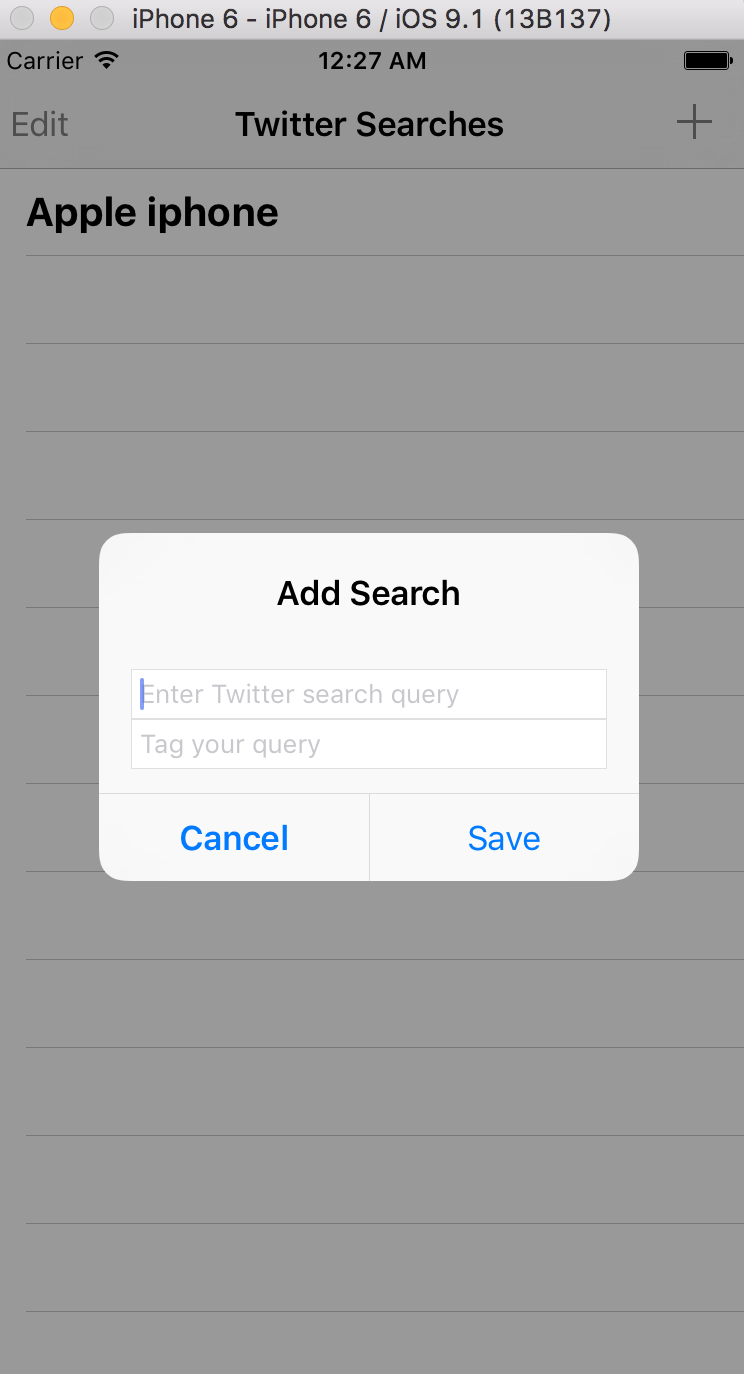 iPhone 6 - iPhone 6 / iOS 9.1 (13B137)
Carrier 12:27 AM
Edit Twitter Searches
Apple iphone
Add Search
Enter Twitter search query
Tag your query
Cancel Save